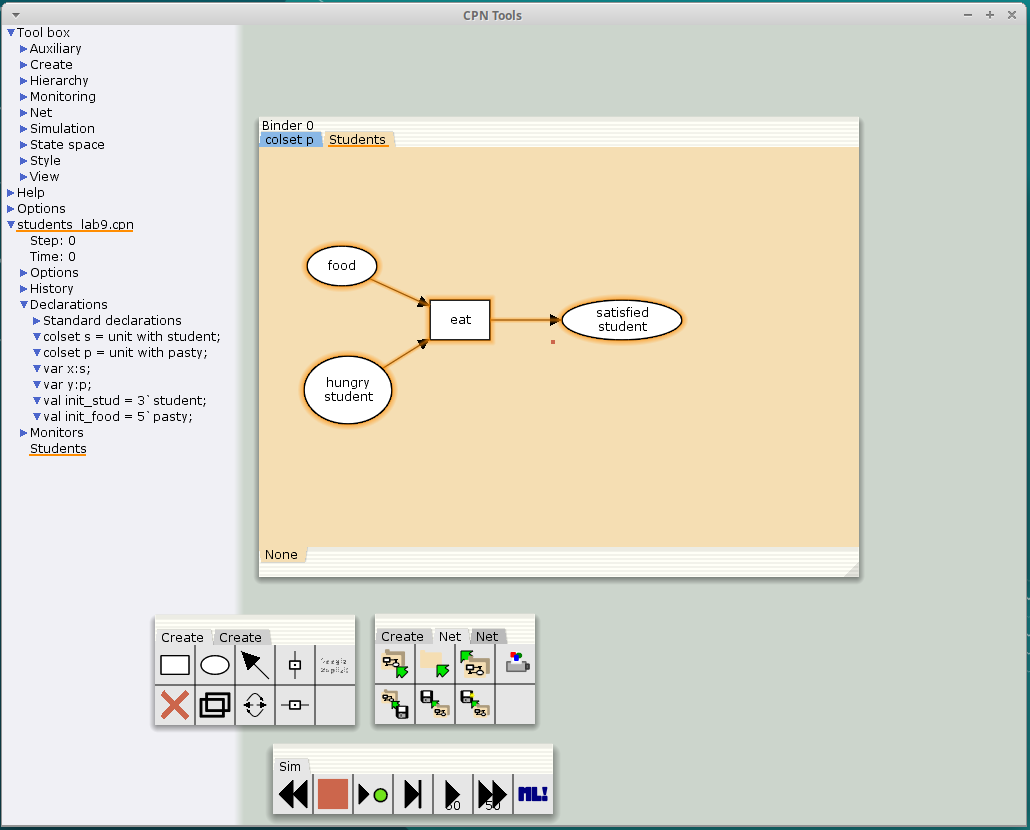 CPN Tools
Tool box
Auxiliary
Create
Hierarchy
Monitoring
Net
Simulation
State space
Style
View
Help
Options
students_lab9.cpn
Step: 0
Time: 0
Options
History
Declarations
Standard declarations
colset s = unit with student;
colset p = unit with pasty;
var x:s;
var y:p;
val init_stud = 3`student;
val init_food = 5`pasty;
Monitors
Students
Binder 0
colset p Students
food
eat
satisfied
student
hungry
student
None
Create Create
Create Net Net
Sim
50
ML!